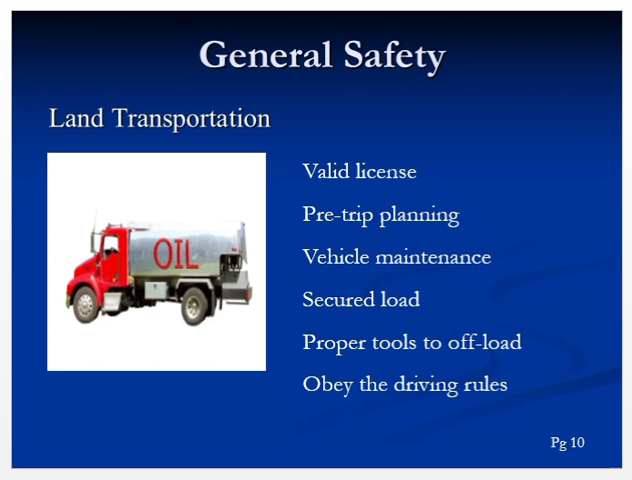 General Safety
Land Transportation
OIL
Valid license
Pre-trip planning
Vehicle maintenance
Secured load
Proper tools to off-load
Obey the driving rules
Pg 10